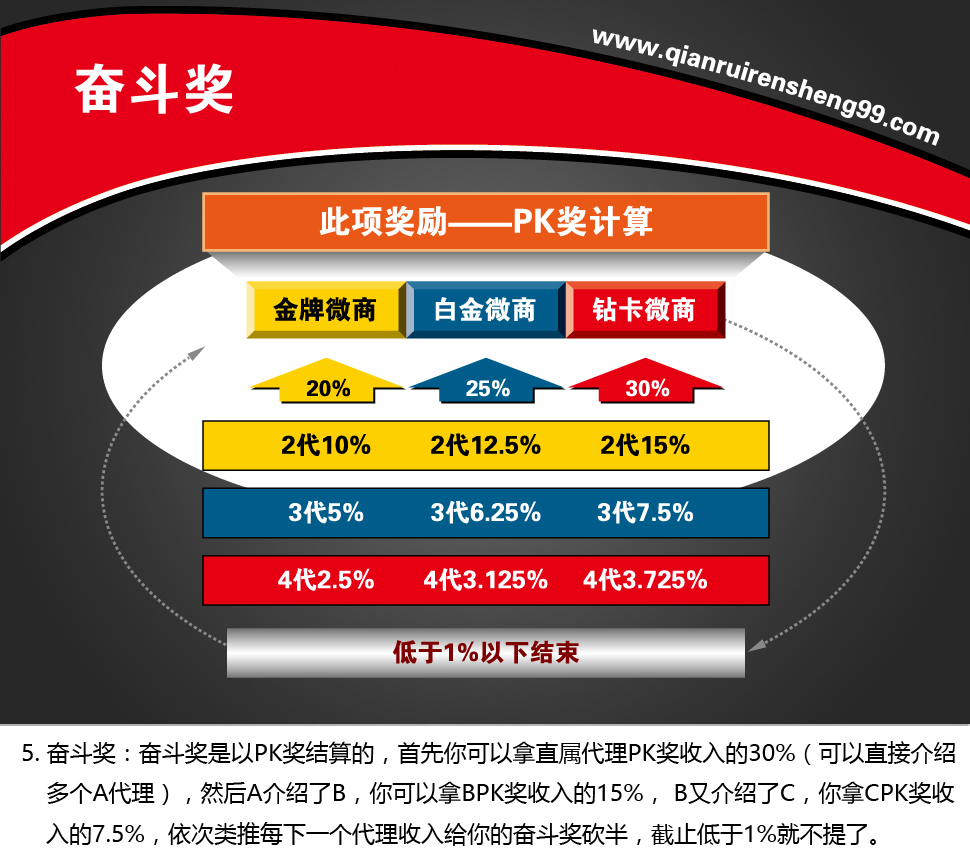 www.qianruirensheng99.com
奋斗奖
此项奖励——PK奖计算
金牌微商 白金微商 钻卡微商
20% 25% 30%
2代10% 2代12.5% 2代15%
3代5% 3代6.25% 3代7.5%
4代2.5% 4代3.125% 4代3.725%
低于1%以下结束
5. 奋斗奖：奋斗奖是以PK奖结算的，首先你可以拿直属代理PK奖收入的30%（可以直接介绍
多个A代理），然后A介绍了B，你可以拿BPK奖收入的15%， B又介绍了C，你拿CPK奖收
入的7.5%，依次类推每下一个代理收入给你的奋斗奖砍半，截止低于1%就不提了。